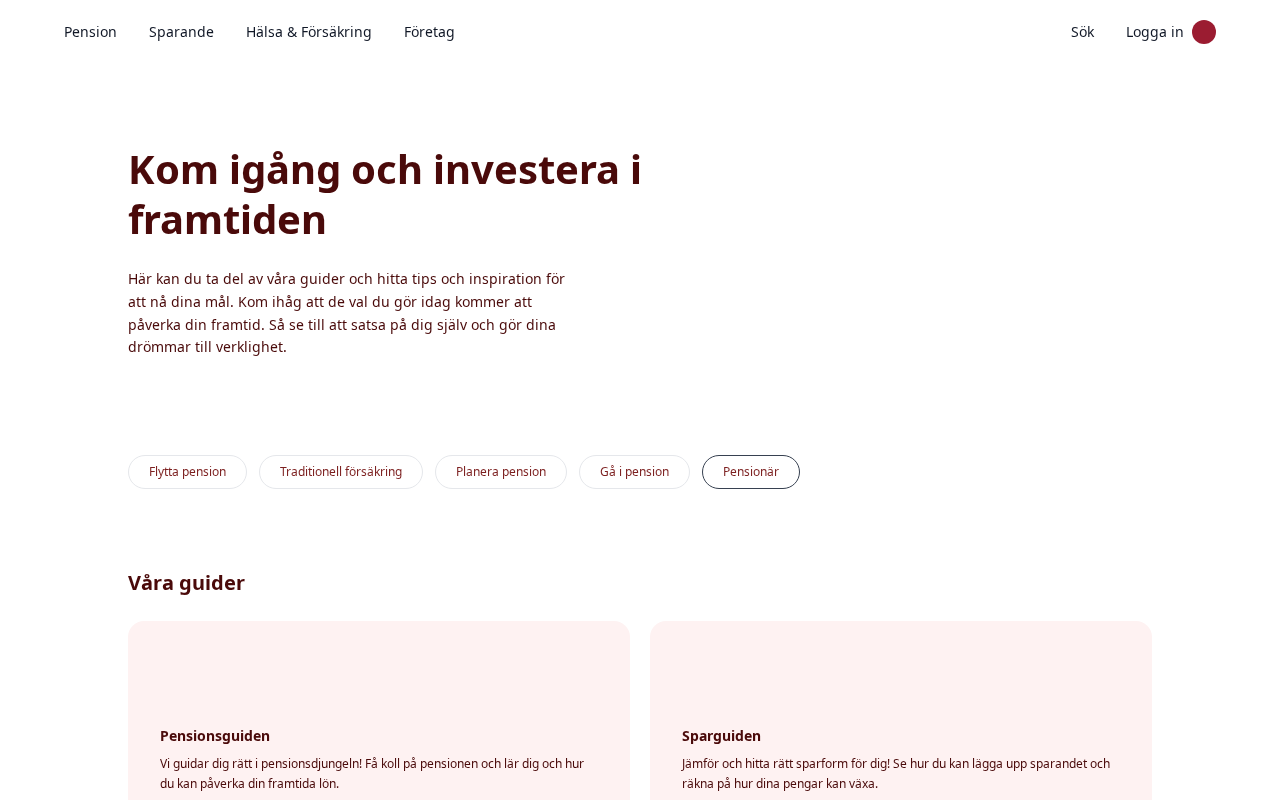 Pension
Sparande
Hälsa & Försäkring
Företag
Sök
Logga in
Kom igång och investera i
framtiden
Här kan du ta del av våra guider och hitta tips och inspiration för
att nå dina mål. Kom ihåg att de val du gör idag kommer att
påverka din framtid. Så se till att satsa på dig själv och gör dina
drömmar till verklighet.
Flytta pension
Traditionell försäkring
Planera pension
Gå i pension
Pensionär
Våra guider
Pensionsguiden
Vi guidar dig rätt i pensionsdjungeln! Få koll på pensionen och lär dig och hur
du kan påverka din framtida lön.
Sparguiden
Jämför och hitta rätt sparform för dig! Se hur du kan lägga upp sparandet och
räkna på hur dina pengar kan växa.